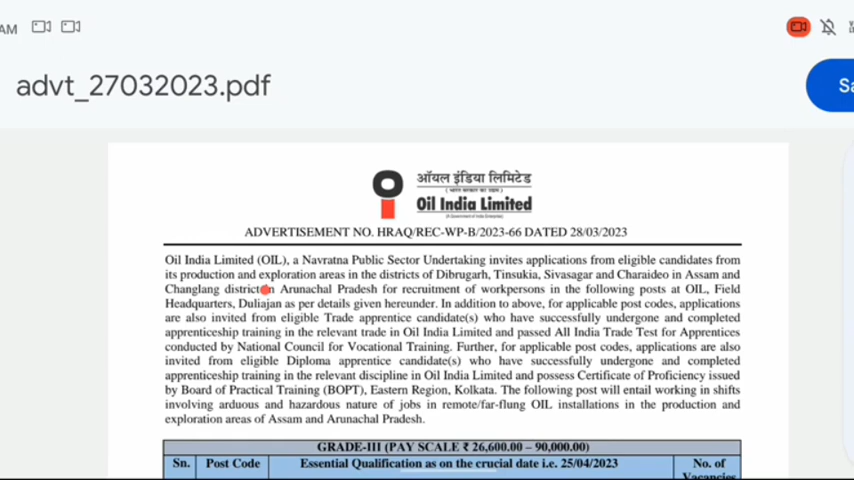 AM
advt_27032023.pdf
Sa
ऑयल इंडिया लिमिटेड
(भारत सरकार का उद्यम)
Oil India Limited
(A Government of India Enterprise)
ADVERTISEMENT NO. HRAQ/REC-WP-B/2023-66 DATED 28/03/2023
Oil India Limited (OIL), a Navratna Public Sector Undertaking invites applications from eligible candidates from
its production and exploration areas in the districts of Dibrugarh, Tinsukia, Sivasagar and Charaideo in Assam and
Changlang district in Arunachal Pradesh for recruitment of workpersons in the following posts at OIL, Field
Headquarters, Duliajan as per details given hereunder. In addition to above, for applicable post codes, applications
are also invited from eligible Trade apprentice candidate(s) who have successfully undergone and completed
apprenticeship training in the relevant trade in Oil India Limited and passed All India Trade Test for Apprentices
conducted by National Council for Vocational Training. Further, for applicable post codes, applications are also
invited from eligible Diploma apprentice candidate(s) who have successfully undergone and completed
apprenticeship training in the relevant discipline in Oil India Limited and possess Certificate of Proficiency issued
by Board of Practical Training (BOPT), Eastern Region, Kolkata. The following post will entail working in shifts
involving arduous and hazardous nature of jobs in remote/far-flung OIL installations in the production and
exploration areas of Assam and Arunachal Pradesh.
GRADE-III (PAY SCALE ₹ 26,600.00 – 90,000.00)
Sn. Post Code Essential Qualification as on the crucial date i.e. 25/04/2023 No. of
Vacancies